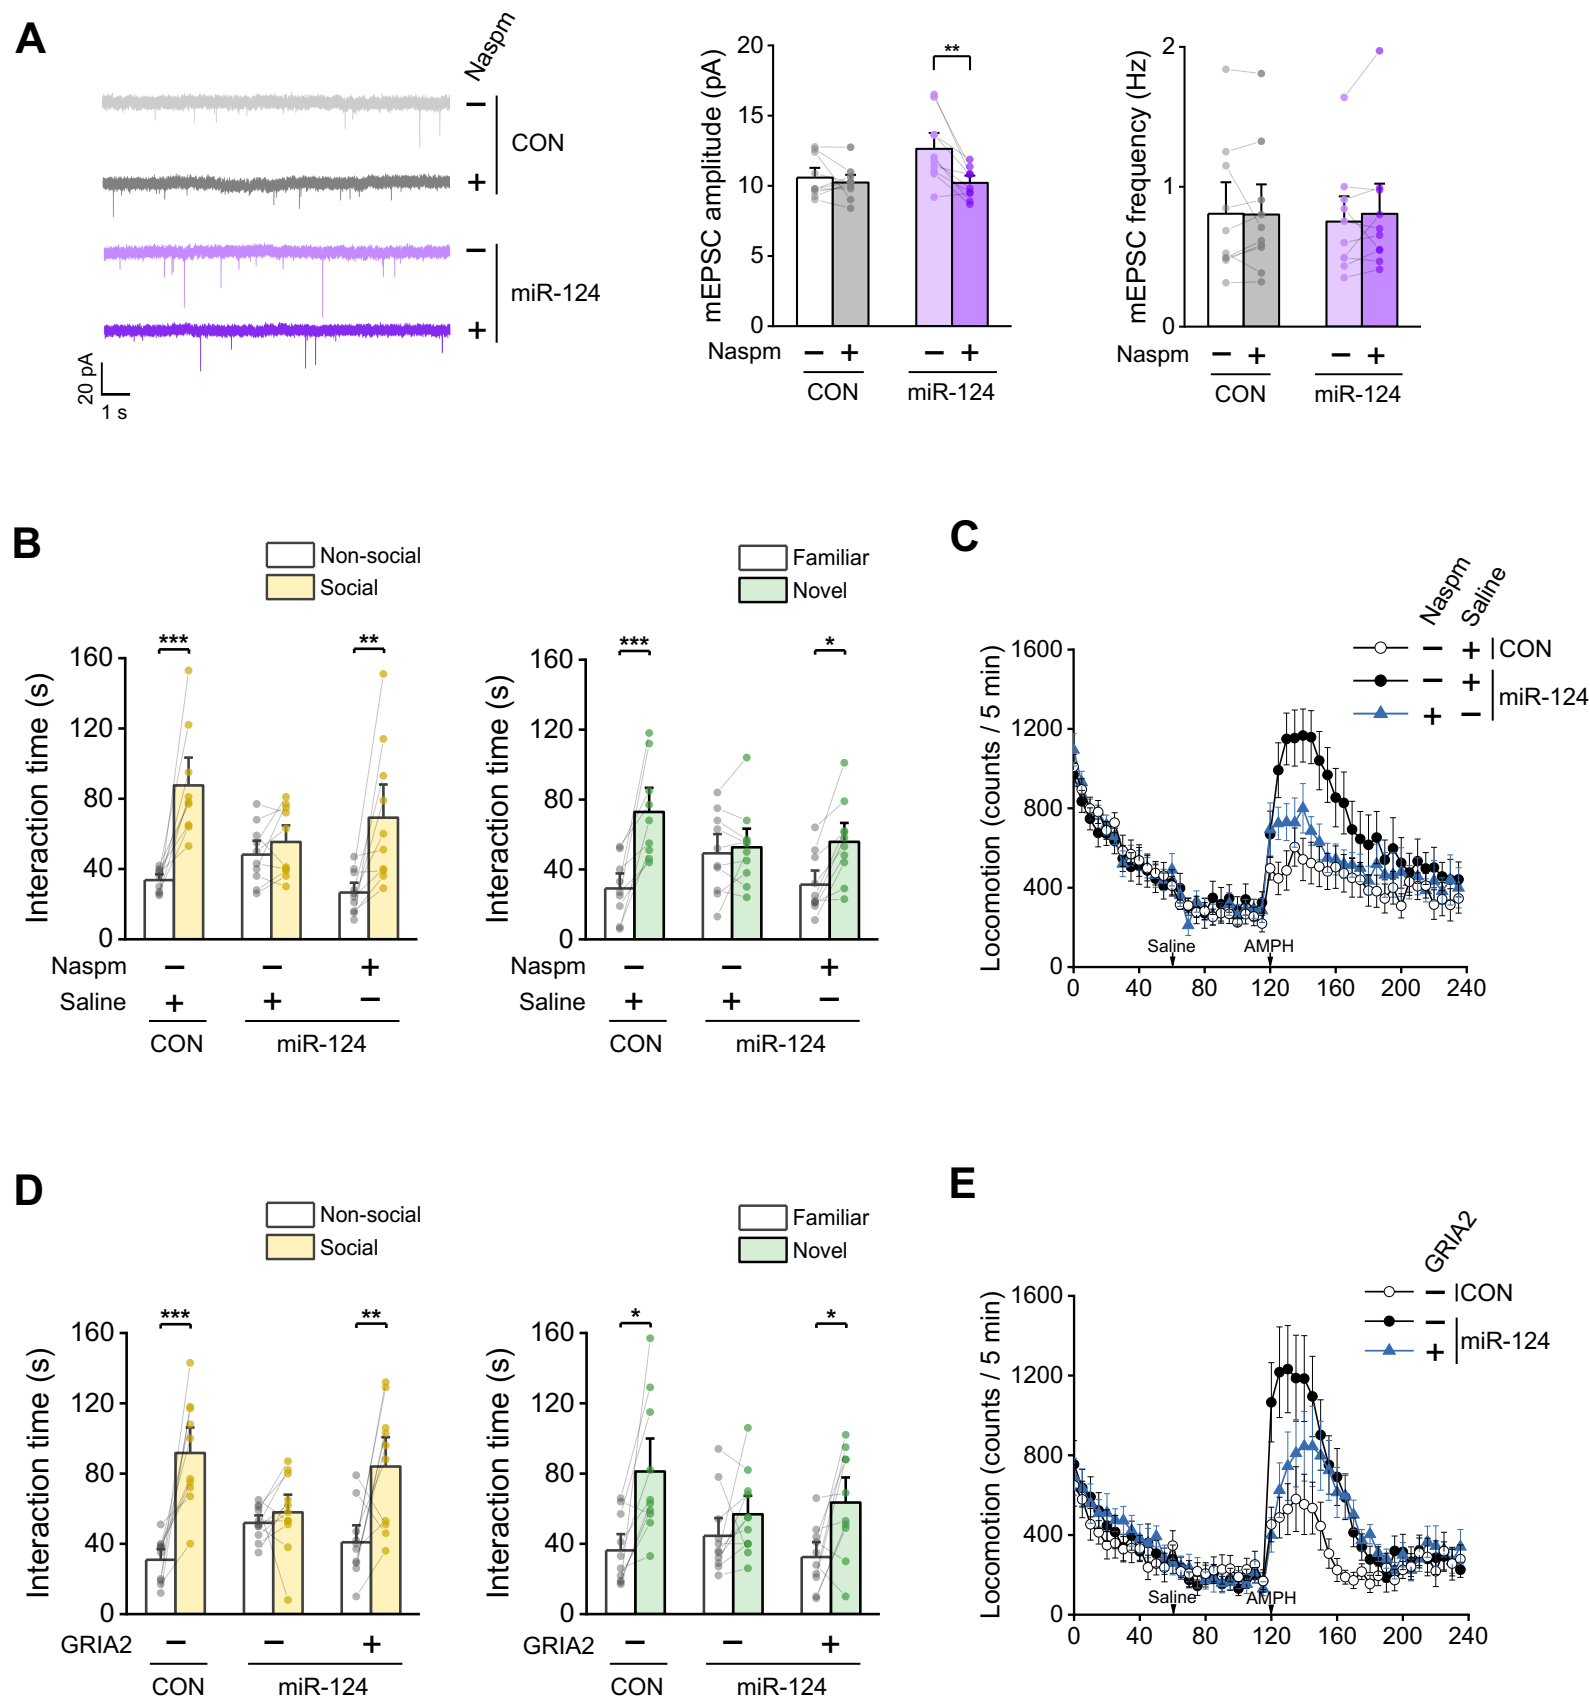 A
Naspm
−
CON
+
−
miR-124
+
20 pA
1 s
mEPSC amplitude (pA)
20
15
10
5
0
**
Naspm − + − +
CON miR-124
mEPSC frequency (Hz)
2
1
0
Naspm − + − +
CON miR-124
B
Non-social
Social
Interaction time (s)
160
120
80
40
0
*** **
Naspm − − +
Saline + + −
CON miR-124
Familiar
Novel
Interaction time (s)
160
120
80
40
0
*** *
Naspm − − +
Saline + + −
CON miR-124
C
Naspm Saline
− + CON
− +
miR-124
+ −
Locomotion (counts / 5 min)
1600
1200
800
400
0
Saline AMPH
0 40 80 120 160 200 240
D
Non-social
Social
Interaction time (s)
160
120
80
40
0
*** **
GRIA2 − − +
CON miR-124
Familiar
Novel
Interaction time (s)
160
120
80
40
0
* *
GRIA2 − − +
CON miR-124
E
GRIA2
− CON
−
miR-124
+
Locomotion (counts / 5 min)
1600
1200
800
400
0
Saline AMPH
0 40 80 120 160 200 240